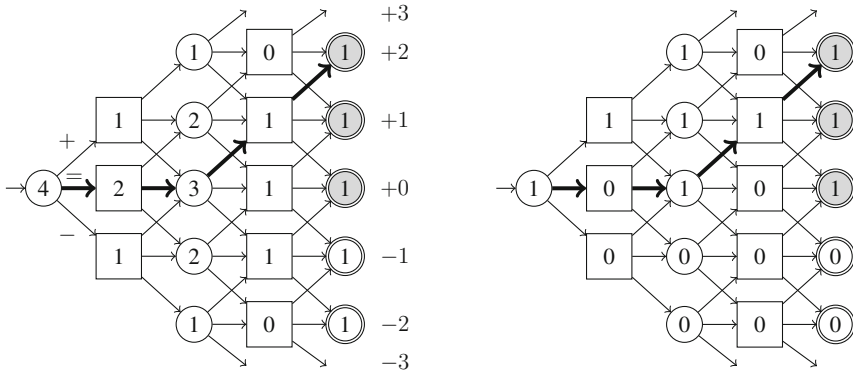 +3
1 0 1 +2 1 0 1
+ 1 2 1 1 +1 1 1 1 1
4 = 2 3 1 1 +0 1 0 1 0 1
− 1 2 1 1 −1 0 0 0 0
1 0 1 −2 0 0 0
−3